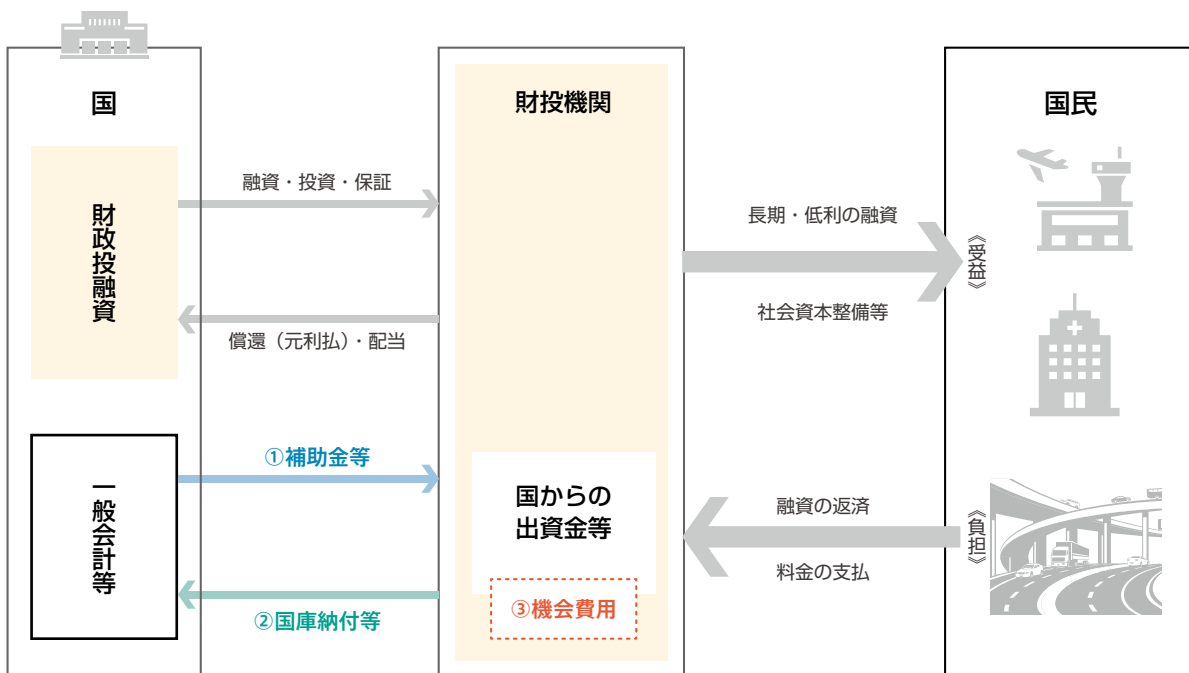 国
財政投融資
融資・投資・保証
償還（元利払）・配当
一般会計等
①補助金等
②国庫納付等
財投機関
国からの
出資金等
③機会費用
長期・低利の融資
社会資本整備等
融資の返済
料金の支払
国民
《受益》
《負担》